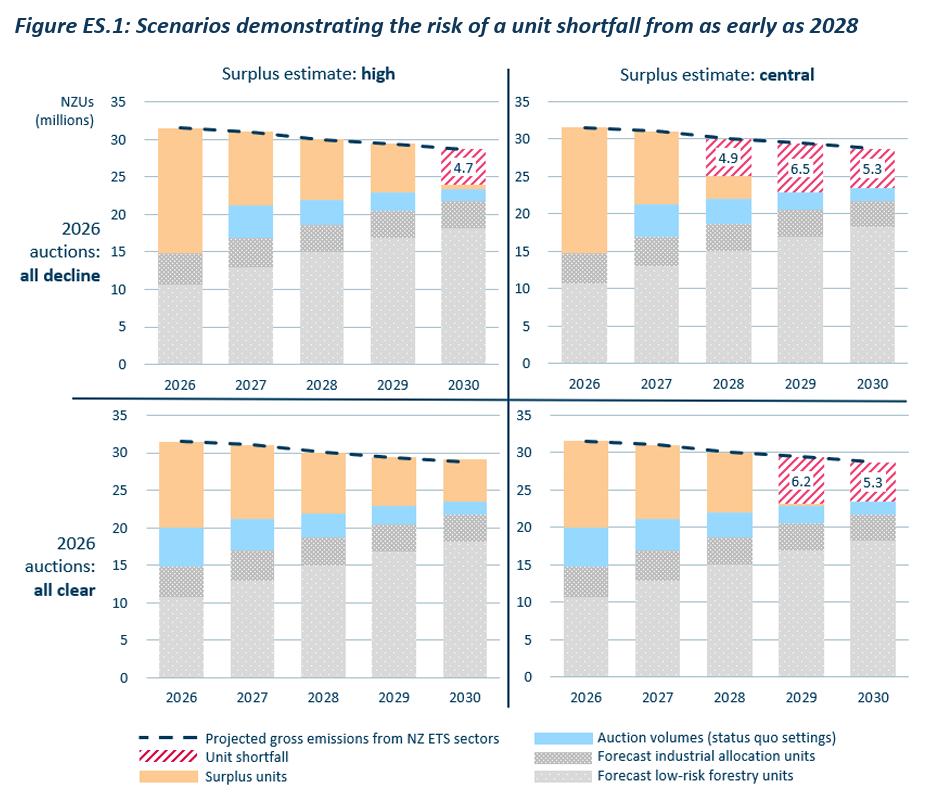 Figure ES.1: Scenarios demonstrating the risk of a unit shortfall from as early as 2028
Surplus estimate: high
Surplus estimate: central
NZUs
(millions)
2026
auctions:
all decline
35
30
25
20
15
10
5
0
4.7
2026 2027 2028 2029 2030
35
30
25
20
15
10
5
0
4.9
6.5
5.3
2026 2027 2028 2029 2030
2026
auctions:
all clear
35
30
25
20
15
10
5
0
2026 2027 2028 2029 2030
35
30
25
20
15
10
5
0
6.2
5.3
2026 2027 2028 2029 2030
Projected gross emissions from NZ ETS sectors
Unit shortfall
Surplus units
Auction volumes (status quo settings)
Forecast industrial allocation units
Forecast low-risk forestry units